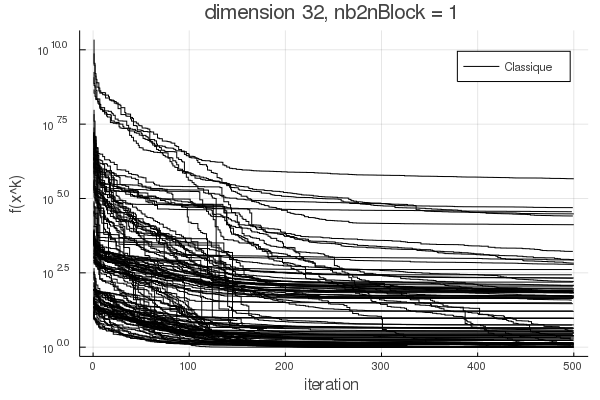 dimension 32, nb2nBlock = 1
Classique
f(x^k)
10^10.0
10^7.5
10^5.0
10^2.5
10^0.0
0 100 200 300 400 500
iteration